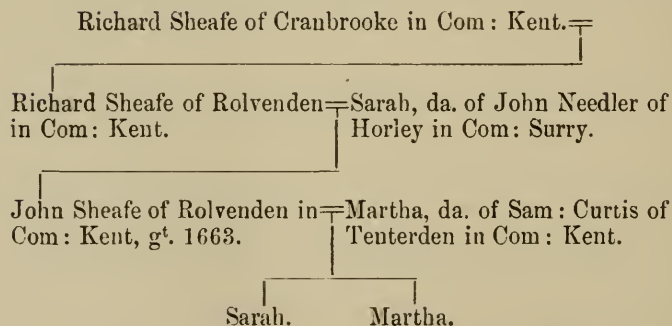 Richard Sheafe of Cranbrooke in Com: Kent.
Richard Sheafe of Rolvenden
in Com: Kent.
Sarah, da. of John Needler of
Horley in Com: Surry.
John Sheafe of Rolvenden in
Com: Kent, gt. 1663.
Martha, da. of Sam: Curtis of
Tenterden in Com: Kent.
Sarah. Martha.